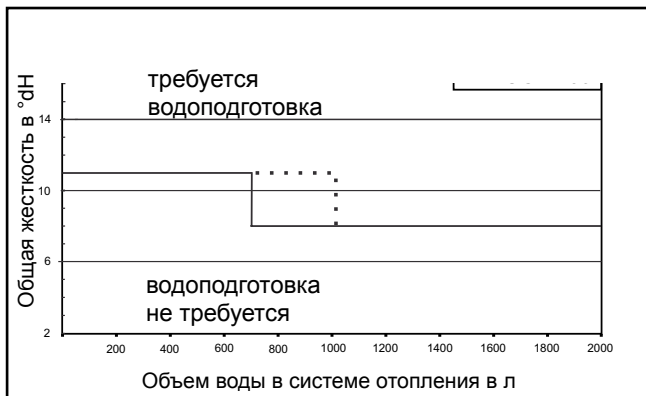 требуется
водоподготовка
Общая жесткость в °dH
14
10
6
2
водоподготовка
не требуется
200 400 600 800 1000 1200 1400 1600 1800 2000
Объем воды в системе отопления в л